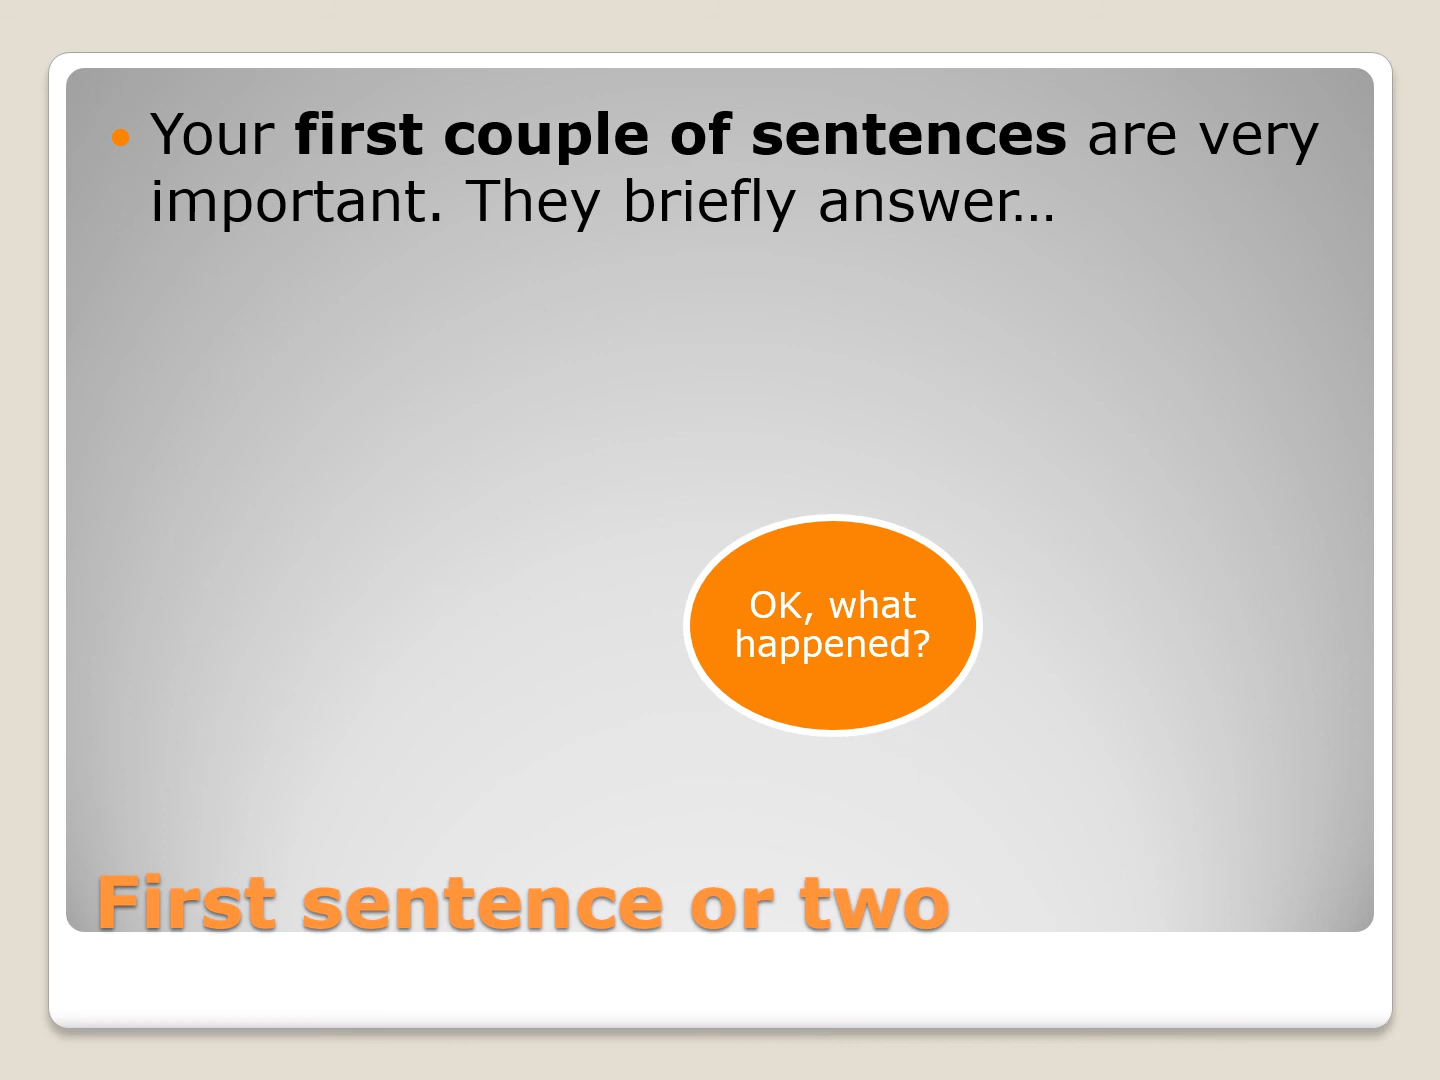 Your first couple of sentences are very
important. They briefly answer…
OK, what
happened?
First sentence or two